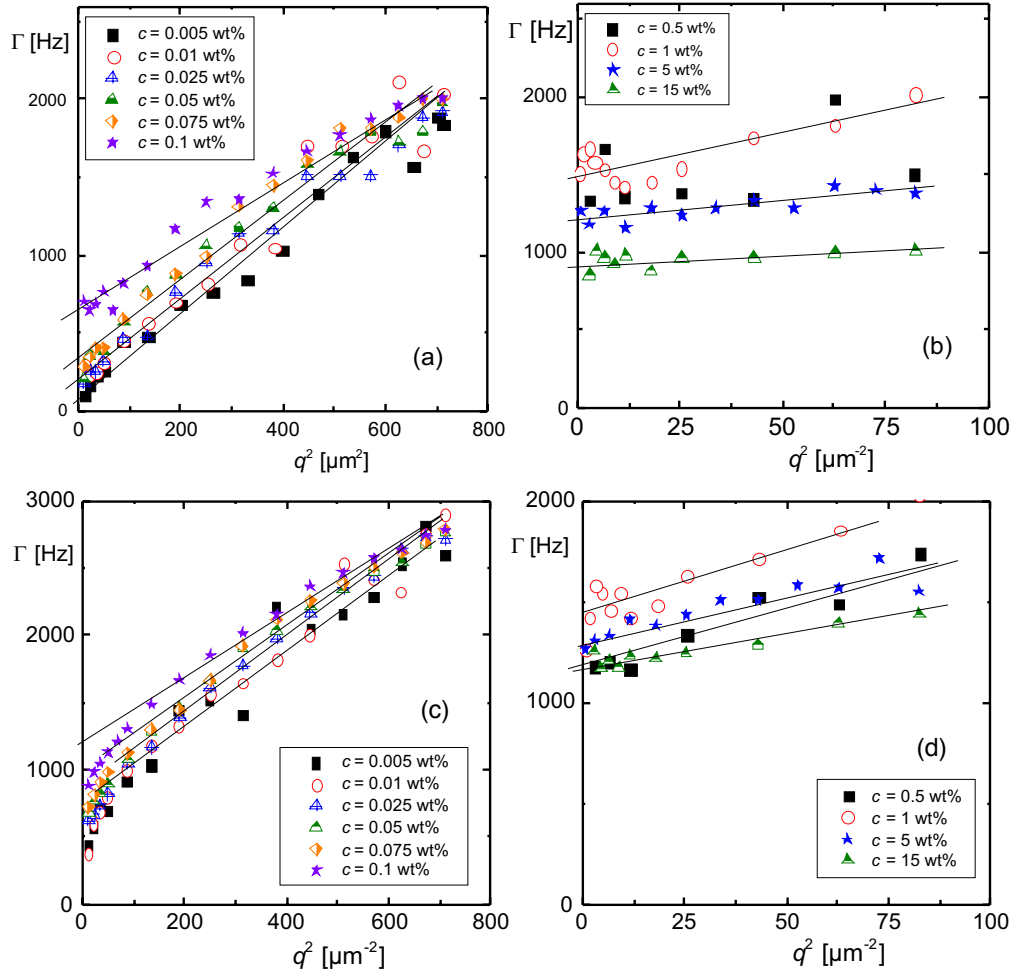 (a)
Γ [Hz]
c = 0.005 wt%
c = 0.01 wt%
c = 0.025 wt%
c = 0.05 wt%
c = 0.075 wt%
c = 0.1 wt%
2000
1000
0
0 200 400 600 800
q² [µm²]
(b)
Γ [Hz]
c = 0.5 wt%
c = 1 wt%
c = 5 wt%
c = 15 wt%
2000
1000
0
0 25 50 75 100
q² [µm⁻²]
(c)
Γ [Hz]
3000
2000
1000
0
c = 0.005 wt%
c = 0.01 wt%
c = 0.025 wt%
c = 0.05 wt%
c = 0.075 wt%
c = 0.1 wt%
0 200 400 600 800
q² [µm⁻²]
(d)
Γ [Hz]
2000
1000
0
c = 0.5 wt%
c = 1 wt%
c = 5 wt%
c = 15 wt%
0 25 50 75 100
q² [µm⁻²]